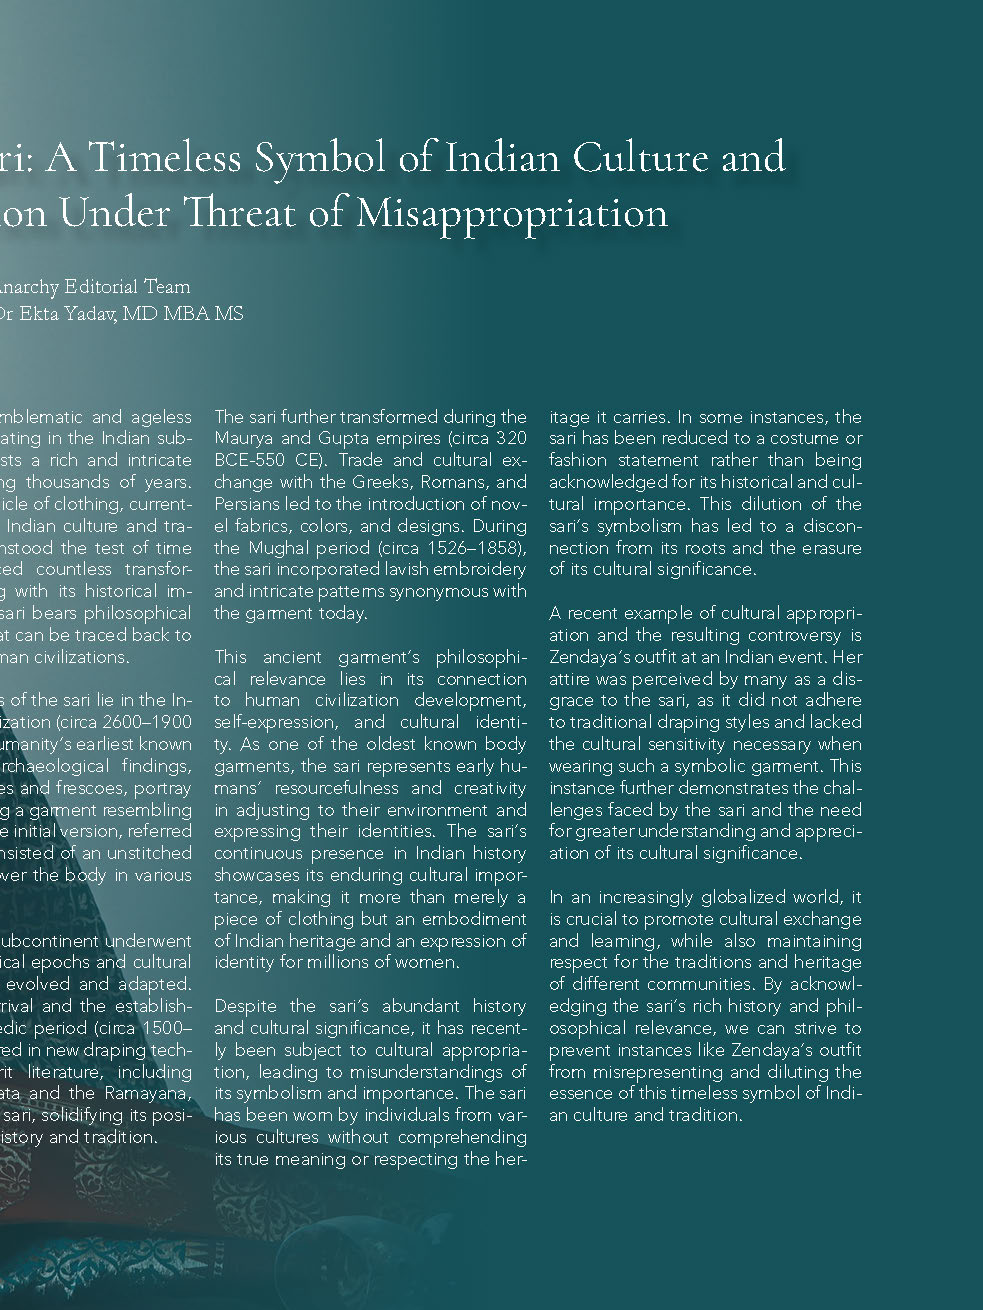 ri: A Timeless Symbol of Indian Culture and
ion Under Threat of Misappropriation
Anarchy Editorial Team
Dr Ekta Yadav, MD MBA MS
mblematic and ageless
ating in the Indian sub-
sts a rich and intricate
ng thousands of years.
icle of clothing, current-
Indian culture and tra-
nstood the test of time
ced countless transfor-
g with its historical im-
sari bears philosophical
at can be traced back to
man civilizations.
s of the sari lie in the In-
ization (circa 2600–1900
umanity's earliest known
rchaeological findings,
es and frescoes, portray
g a garment resembling
e initial version, referred
nsisted of an unstitched
ver the body in various
ubcontinent underwent
ical epochs and cultural
evolved and adapted.
rival and the establish-
edic period (circa 1500–
red in new draping tech-
rit literature, including
ata and the Ramayana,
sari, solidifying its posi-
istory and tradition.
The sari further transformed during the
Maurya and Gupta empires (circa 320
BCE-550 CE). Trade and cultural ex-
change with the Greeks, Romans, and
Persians led to the introduction of nov-
el fabrics, colors, and designs. During
the Mughal period (circa 1526–1858),
the sari incorporated lavish embroidery
and intricate patterns synonymous with
the garment today.
This ancient garment's philosophi-
cal relevance lies in its connection
to human civilization development,
self-expression, and cultural identi-
ty. As one of the oldest known body
garments, the sari represents early hu-
mans' resourcefulness and creativity
in adjusting to their environment and
expressing their identities. The sari's
continuous presence in Indian history
showcases its enduring cultural impor-
tance, making it more than merely a
piece of clothing but an embodiment
of Indian heritage and an expression of
identity for millions of women.
Despite the sari's abundant history
and cultural significance, it has recent-
ly been subject to cultural appropria-
tion, leading to misunderstandings of
its symbolism and importance. The sari
has been worn by individuals from var-
ious cultures without comprehending
its true meaning or respecting the her-
itage it carries. In some instances, the
sari has been reduced to a costume or
fashion statement rather than being
acknowledged for its historical and cul-
tural importance. This dilution of the
sari's symbolism has led to a discon-
nection from its roots and the erasure
of its cultural significance.
A recent example of cultural appropri-
ation and the resulting controversy is
Zendaya's outfit at an Indian event. Her
attire was perceived by many as a dis-
grace to the sari, as it did not adhere
to traditional draping styles and lacked
the cultural sensitivity necessary when
wearing such a symbolic garment. This
instance further demonstrates the chal-
lenges faced by the sari and the need
for greater understanding and appreci-
ation of its cultural significance.
In an increasingly globalized world, it
is crucial to promote cultural exchange
and learning, while also maintaining
respect for the traditions and heritage
of different communities. By acknowl-
edging the sari's rich history and phil-
osophical relevance, we can strive to
prevent instances like Zendaya's outfit
from misrepresenting and diluting the
essence of this timeless symbol of Indi-
an culture and tradition.